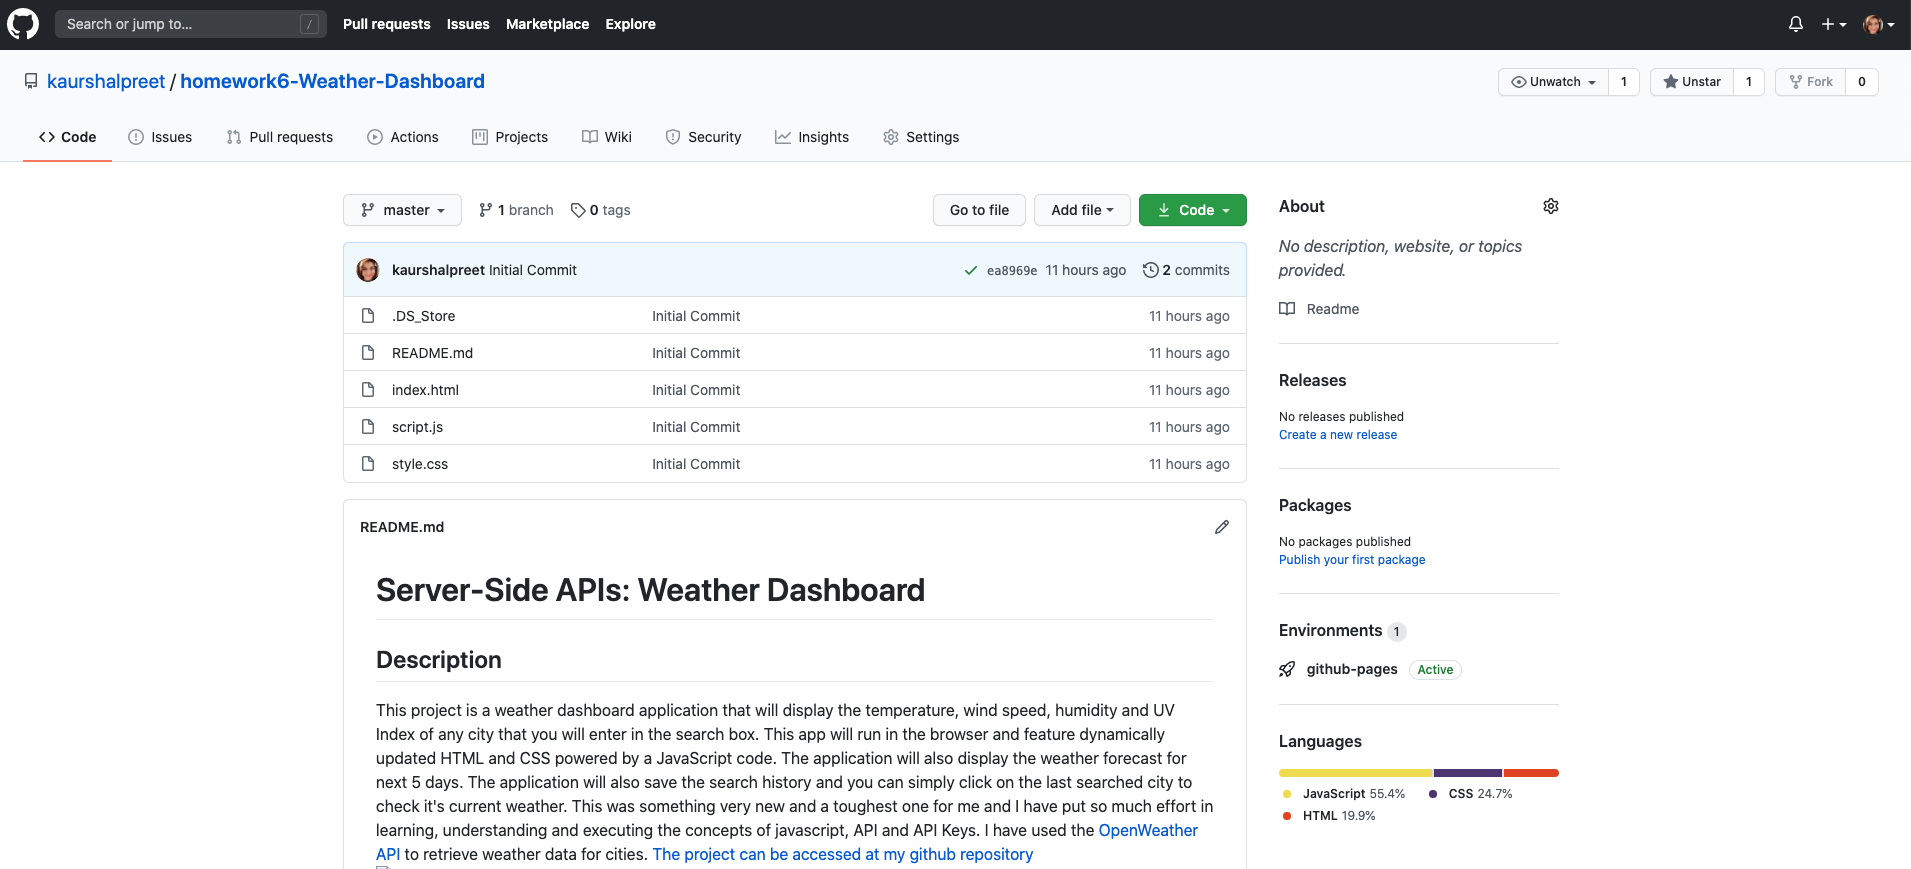 Search or jump to... /
Pull requests Issues Marketplace Explore
kaurshalpreet / homework6-Weather-Dashboard
Unwatch 1 Unstar 1 Fork 0
Code Issues Pull requests Actions Projects Wiki Security Insights Settings
master 1 branch 0 tags
Go to file Add file Code
kaurshalpreet Initial Commit ea8969e 11 hours ago 2 commits
.DS_Store Initial Commit 11 hours ago
README.md Initial Commit 11 hours ago
index.html Initial Commit 11 hours ago
script.js Initial Commit 11 hours ago
style.css Initial Commit 11 hours ago
README.md
Server-Side APIs: Weather Dashboard
Description
This project is a weather dashboard application that will display the temperature, wind speed, humidity and UV
Index of any city that you will enter in the search box. This app will run in the browser and feature dynamically
updated HTML and CSS powered by a JavaScript code. The application will also display the weather forecast for
next 5 days. The application will also save the search history and you can simply click on the last searched city to
check it's current weather. This was something very new and a toughest one for me and I have put so much effort in
learning, understanding and executing the concepts of javascript, API and API Keys. I have used the OpenWeather
API to retrieve weather data for cities. The project can be accessed at my github repository
About
No description, website, or topics
provided.
Readme
Releases
No releases published
Create a new release
Packages
No packages published
Publish your first package
Environments 1
github-pages Active
Languages
JavaScript 55.4% CSS 24.7%
HTML 19.9%